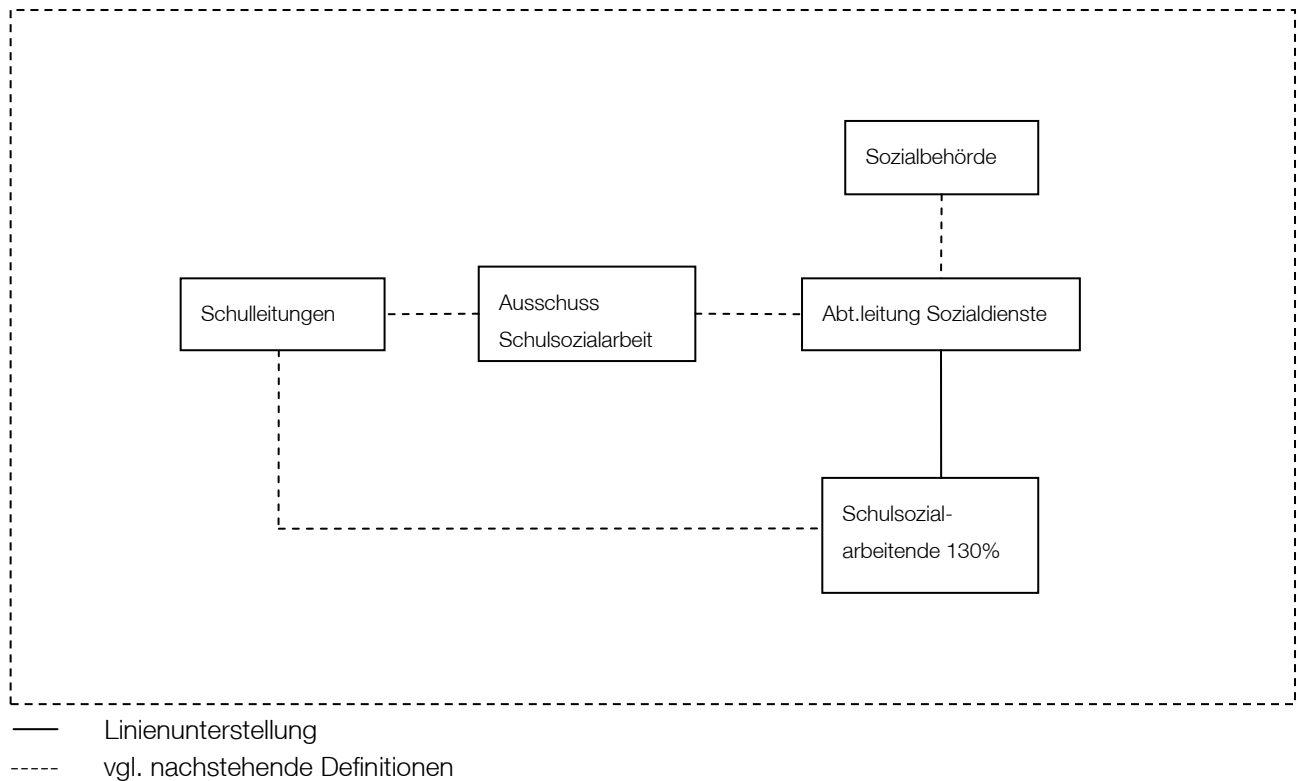 Sozialbehörde
Schulleitungen
Ausschuss
Schulsozialarbeit
Abt.leitung Sozialdienste
Schulsozial-
arbeitende 130%
Linienunterstellung
vgl. nachstehende Definitionen